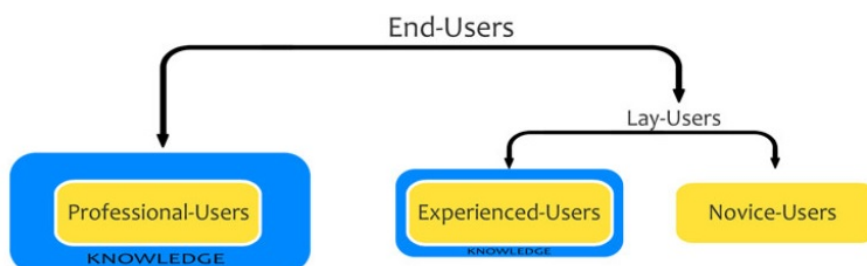 End-Users
Lay-Users
Professional-Users
Experienced-Users
Novice-Users
KNOWLEDGE
KNOWLEDGE